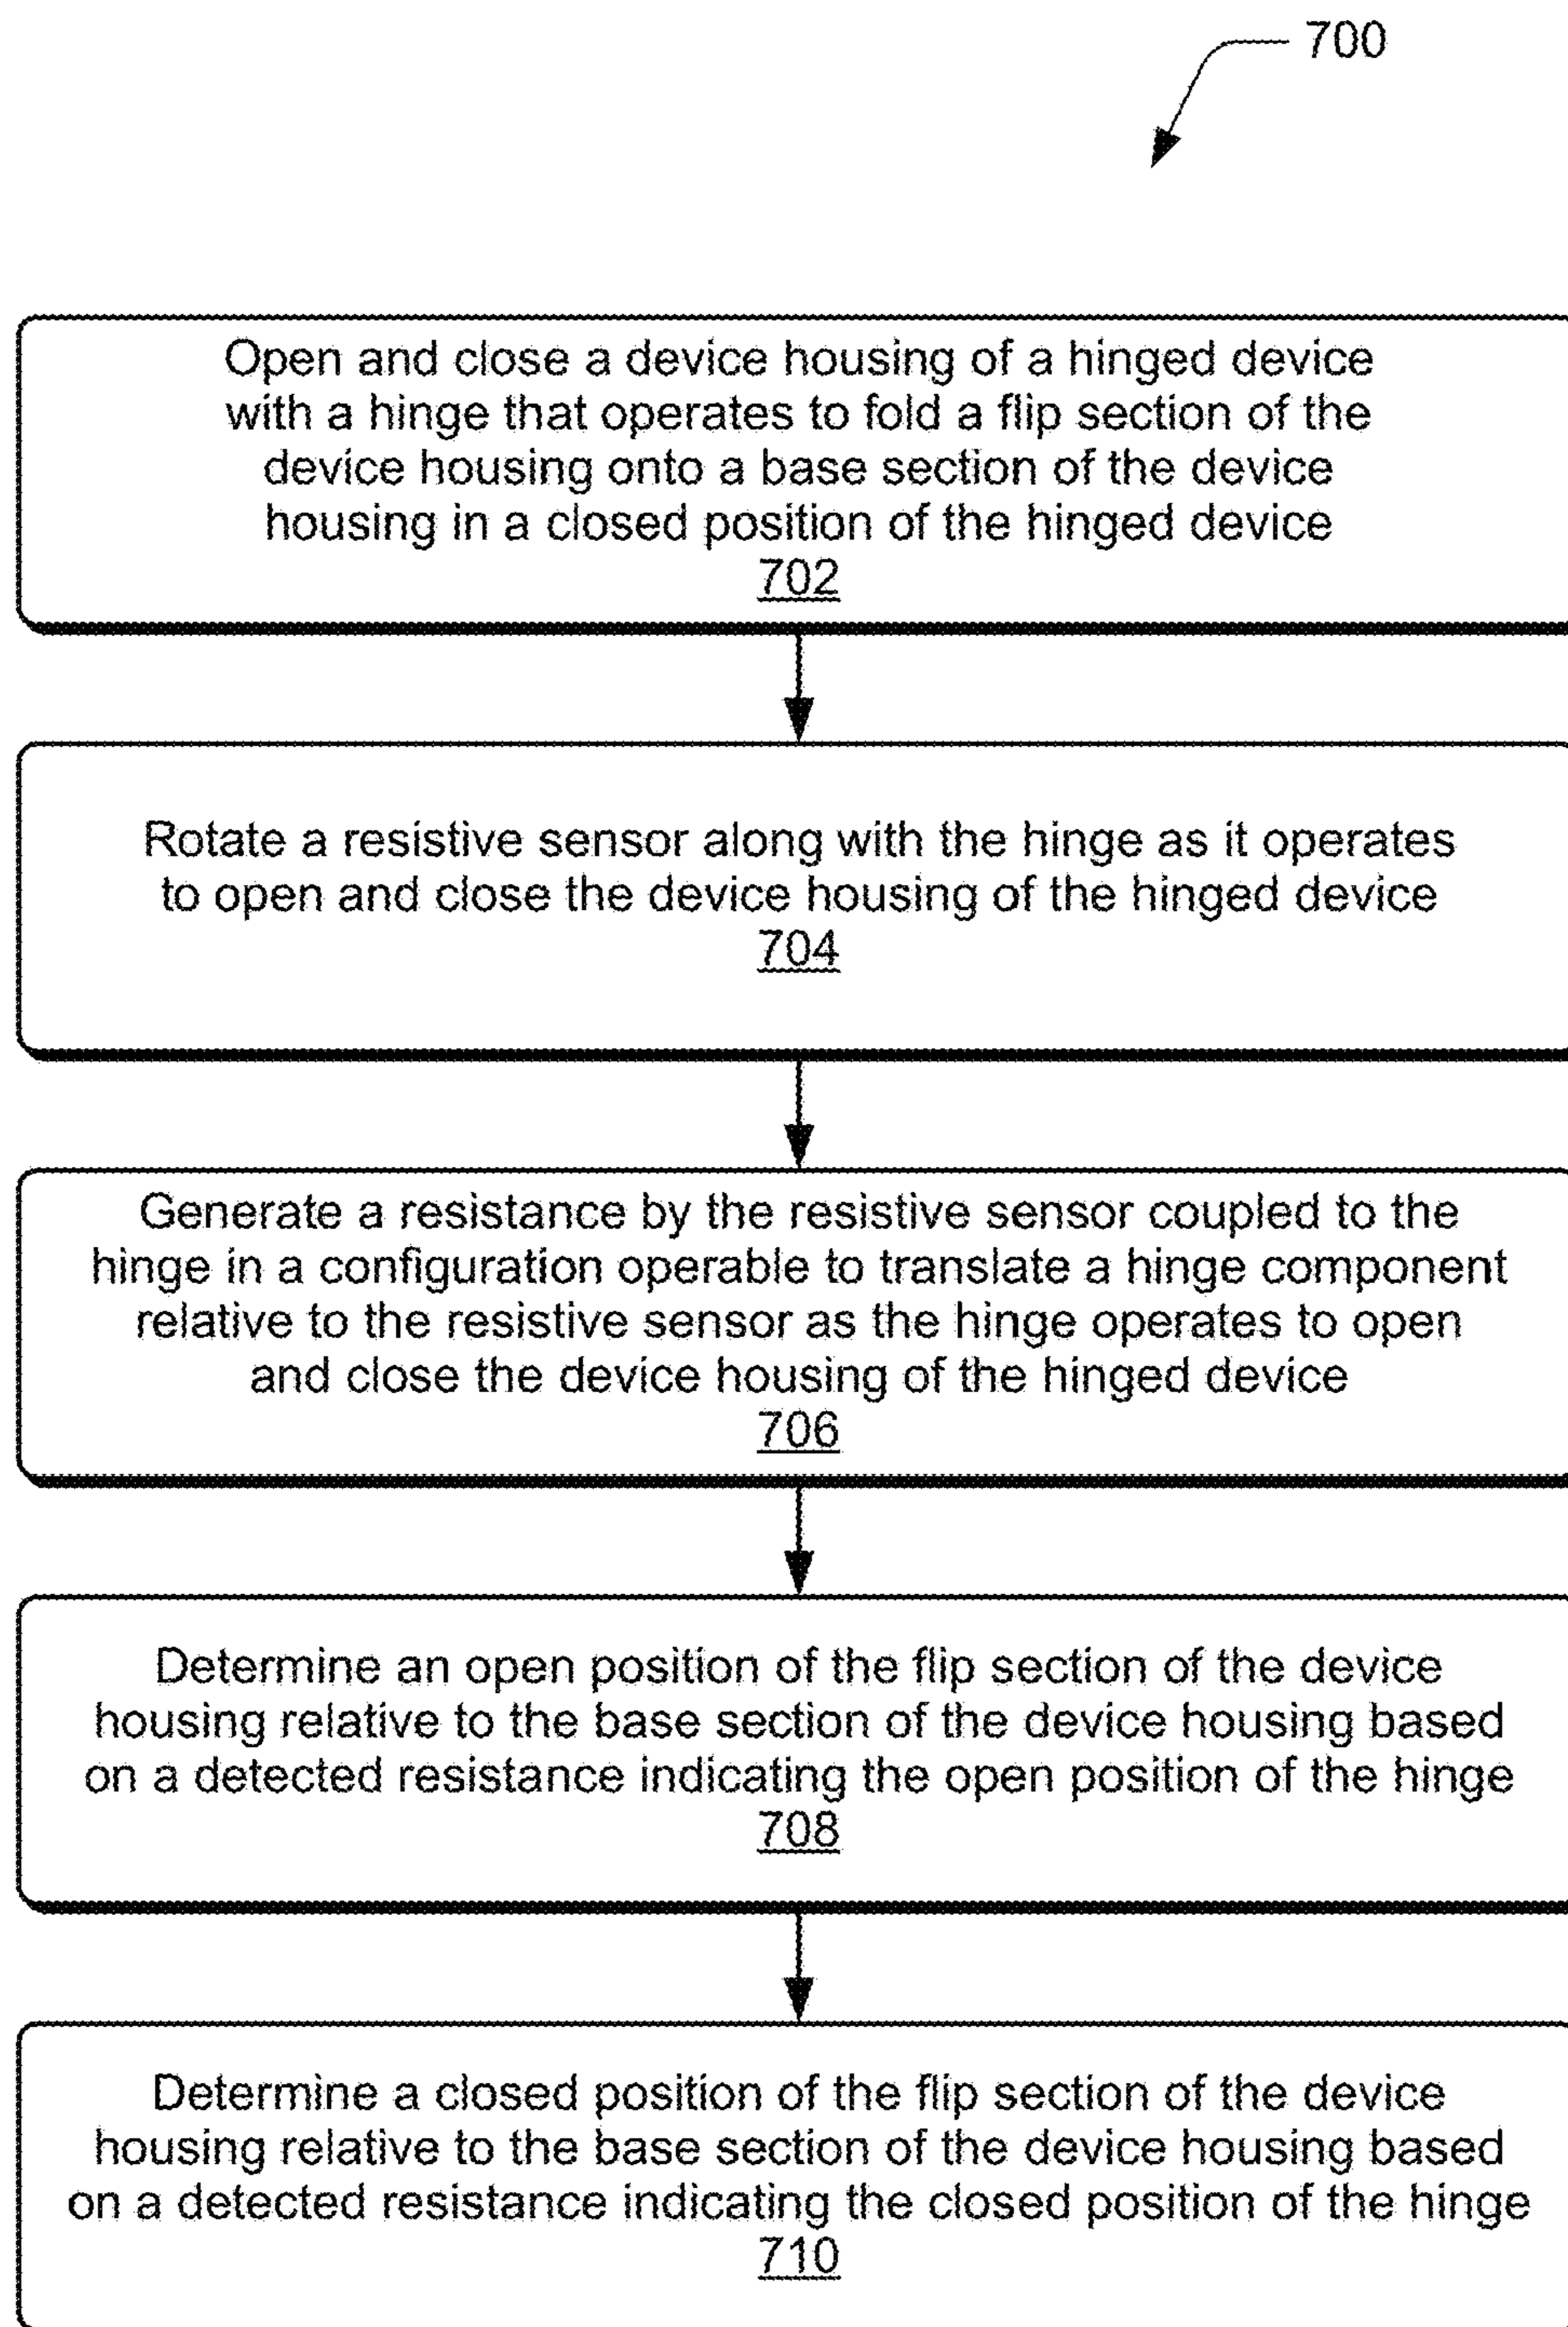 700
Open and close a device housing of a hinged device
with a hinge that operates to fold a flip section of the
device housing onto a base section of the device
housing in a closed position of the hinged device
702
Rotate a resistive sensor along with the hinge as it operates
to open and close the device housing of the hinged device
704
Generate a resistance by the resistive sensor coupled to the
hinge in a configuration operable to translate a hinge component
relative to the resistive sensor as the hinge operates to open
and close the device housing of the hinged device
706
Determine an open position of the flip section of the device
housing relative to the base section of the device housing based
on a detected resistance indicating the open position of the hinge
708
Determine a closed position of the flip section of the device
housing relative to the base section of the device housing based
on a detected resistance indicating the closed position of the hinge
710